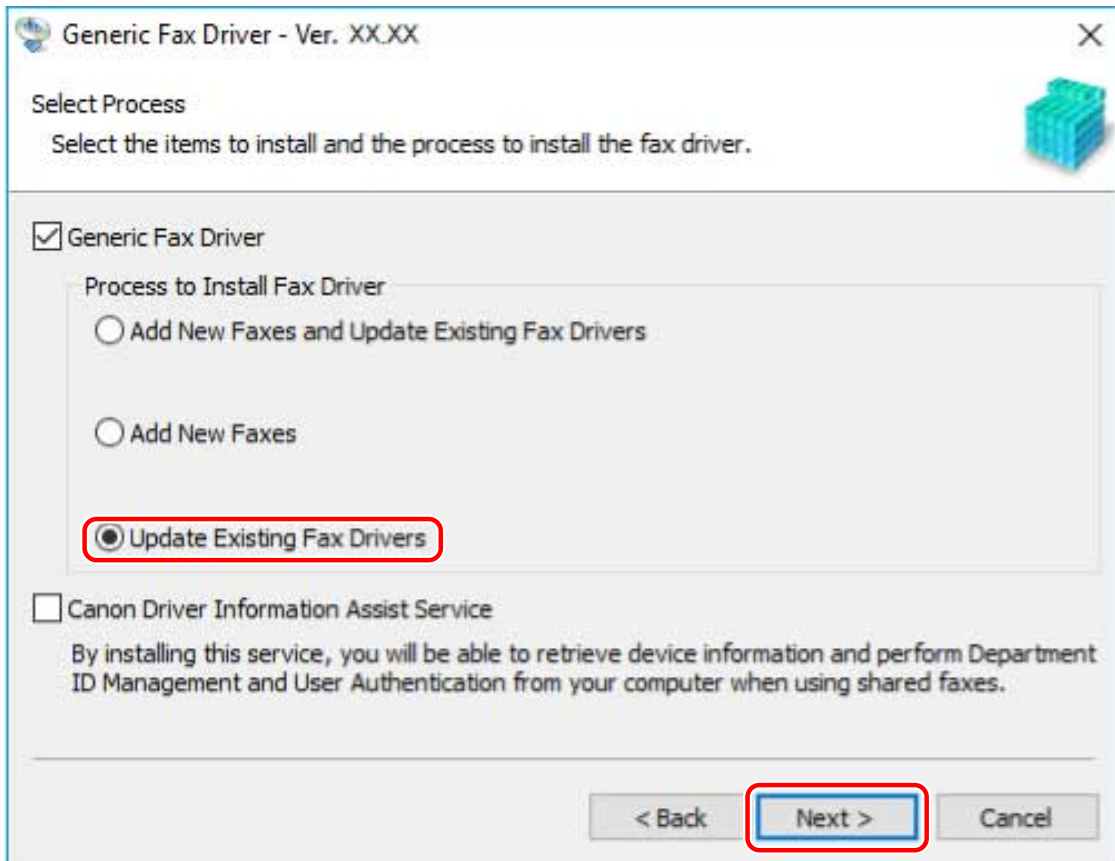 Generic Fax Driver - Ver. XX.XX
Select Process
Select the items to install and the process to install the fax driver.
Generic Fax Driver
Process to Install Fax Driver
Add New Faxes and Update Existing Fax Drivers
Add New Faxes
Update Existing Fax Drivers
Canon Driver Information Assist Service
By installing this service, you will be able to retrieve device information and perform Department
ID Management and User Authentication from your computer when using shared faxes.
< Back Next > Cancel